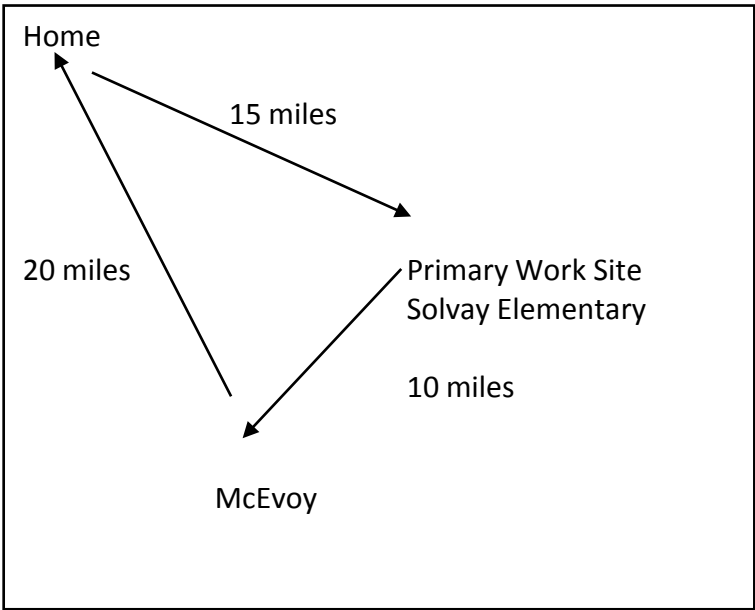 Home
15 miles
20 miles
Primary Work Site
Solvay Elementary
10 miles
McEvoy